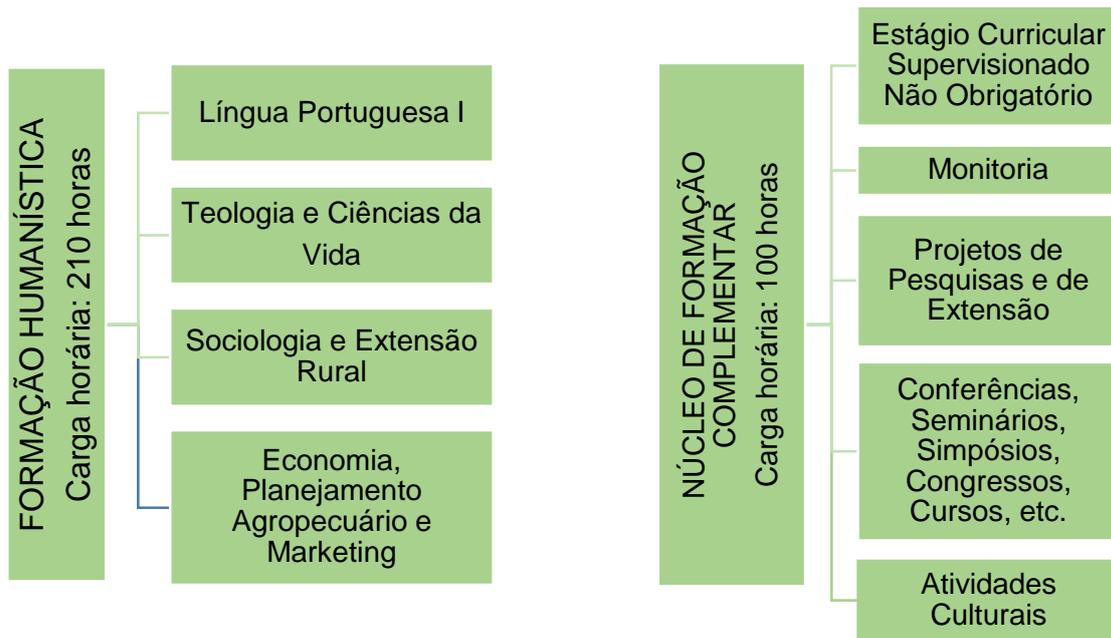 FORMAÇÃO HUMANÍSTICA
Carga horária: 210 horas
Língua Portuguesa I
Teologia e Ciências da
Vida
Sociologia e Extensão
Rural
Economia,
Planejamento
Agropecuário e
Marketing
NÚCLEO DE FORMAÇÃO
COMPLEMENTAR
Carga horária: 100 horas
Estágio Curricular
Supervisionado
Não Obrigatório
Monitoria
Projetos de
Pesquisas e de
Extensão
Conferências,
Seminários,
Simpósios,
Congressos,
Cursos, etc.
Atividades
Culturais